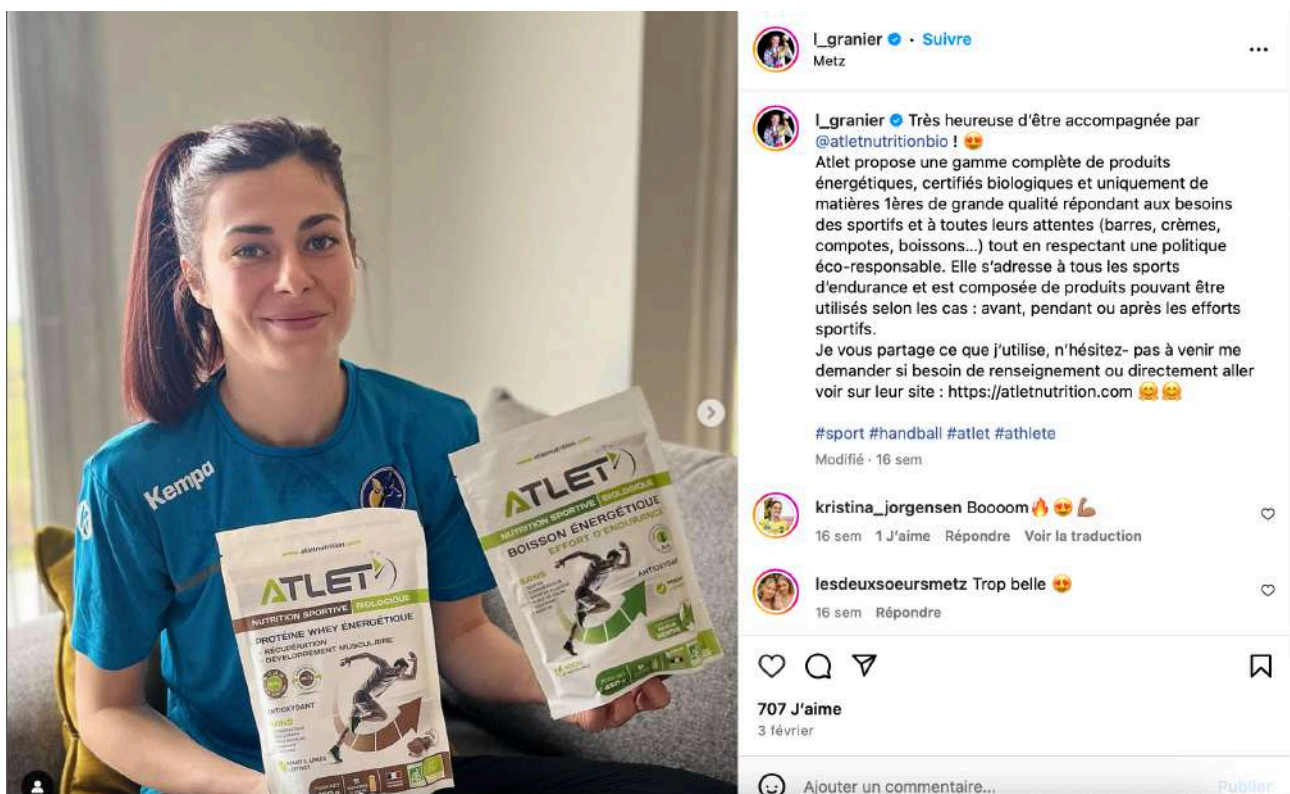 l_granier · Suivre
Metz
l_granier Très heureuse d'être accompagnée par
@atletnutritionbio ! 😍
Atlet propose une gamme complète de produits
énergétiques, certifiés biologiques et uniquement de
matières 1ères de grande qualité répondant aux besoins
des sportifs et à toutes leurs attentes (barres, crèmes,
compotes, boissons...) tout en respectant une politique
éco-responsable. Elle s'adresse à tous les sports
d'endurance et est composée de produits pouvant être
utilisés selon les cas : avant, pendant ou après les efforts
sportifs.
Je vous partage ce que j'utilise, n'hésitez- pas à venir me
demander si besoin de renseignement ou directement aller
voir sur leur site : https://atletnutrition.com 🤗🤗
#sport #handball #atlet #athlete
Modifié · 16 sem
kristina_jorgensen Boooom🔥😍💪🏽
16 sem 1 J'aime Répondre Voir la traduction
lesdeuxsoeursmetz Trop belle 😍
16 sem Répondre
707 J'aime
3 février
Ajouter un commentaire...
Publier
Kempa
www.atletnutrition.com
ATLET
NUTRITION SPORTIVE BIOLOGIQUE
BOISSON ÉNERGÉTIQUE
EFFORT D'ENDURANCE
SANS
ANTIOXYDANT
www.atletnutrition.com
ATLET
NUTRITION SPORTIVE BIOLOGIQUE
PROTÉINE WHEY ÉNERGÉTIQUE
RÉCUPÉRATION
DÉVELOPPEMENT MUSCULAIRE
ANTIOXYDANT